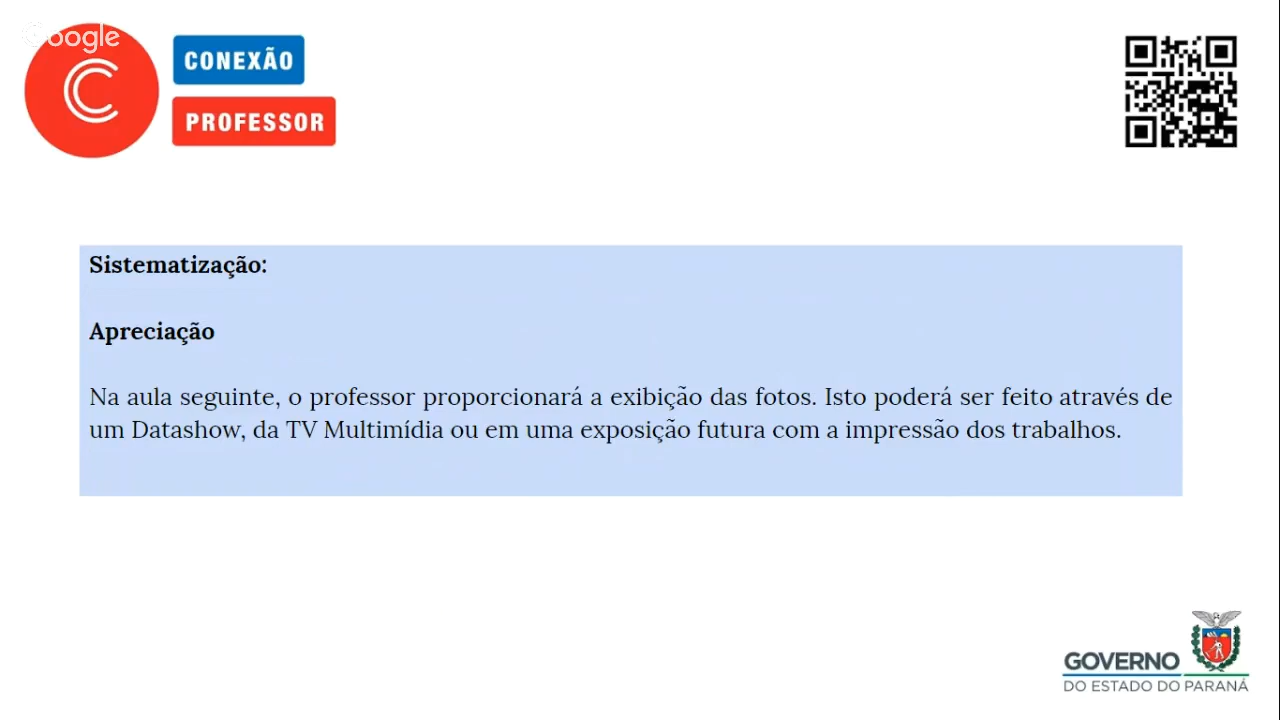 Google
CONEXÃO
PROFESSOR
Sistematização:
Apreciação
Na aula seguinte, o professor proporcionará a exibição das fotos. Isto poderá ser feito através de
um Datashow, da TV Multimídia ou em uma exposição futura com a impressão dos trabalhos.
GOVERNO
DO ESTADO DO PARANÁ